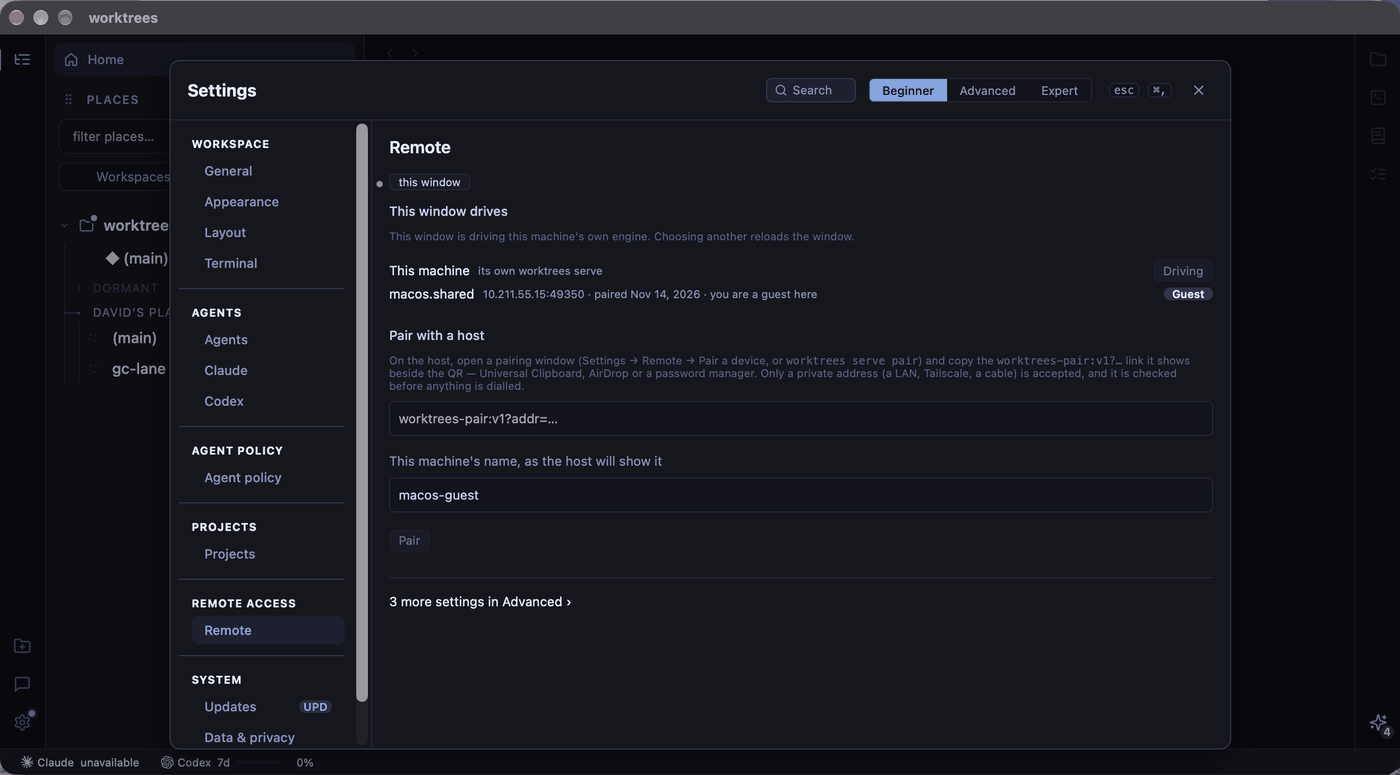 worktrees
Home
PLACES
filter places...
Workspaces
worktree
(main)
DORMANT
DAVID'S PLA
(main)
gc-lane
Settings
Search
Beginner
Advanced
Expert
esc
⌘,
WORKSPACE
General
Appearance
Layout
Terminal
AGENTS
Agents
Claude
Codex
AGENT POLICY
Agent policy
PROJECTS
Projects
REMOTE ACCESS
Remote
SYSTEM
Updates UPD
Data & privacy
Remote
this window
This window drives
This window is driving this machine's own engine. Choosing another reloads the window.
This machine its own worktrees serve Driving
macos.shared 10.211.55.15:49350 · paired Nov 14, 2026 · you are a guest here Guest
Pair with a host
On the host, open a pairing window (Settings → Remote → Pair a device, or worktrees serve pair) and copy the worktrees-pair:v1?… link it shows
beside the QR — Universal Clipboard, AirDrop or a password manager. Only a private address (a LAN, Tailscale, a cable) is accepted, and it is checked
before anything is dialled.
worktrees-pair:v1?addr=...
This machine's name, as the host will show it
macos-guest
Pair
3 more settings in Advanced ›
4
Claude unavailable
Codex 7d 0%